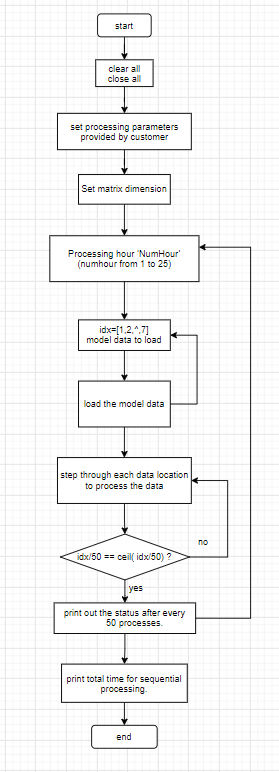 start
clear all
close all
set processing parameters
provided by customer
Set matrix dimension
Processing hour 'NumHour'
(numhour from 1 to 25)
idx=[1,2,^,7]
model data to load
load the model data
step through each data location
to process the data
no
idx/50 == ceil( idx/50) ?
yes
print out the status after every
50 processes.
print total time for sequential
processing.
end